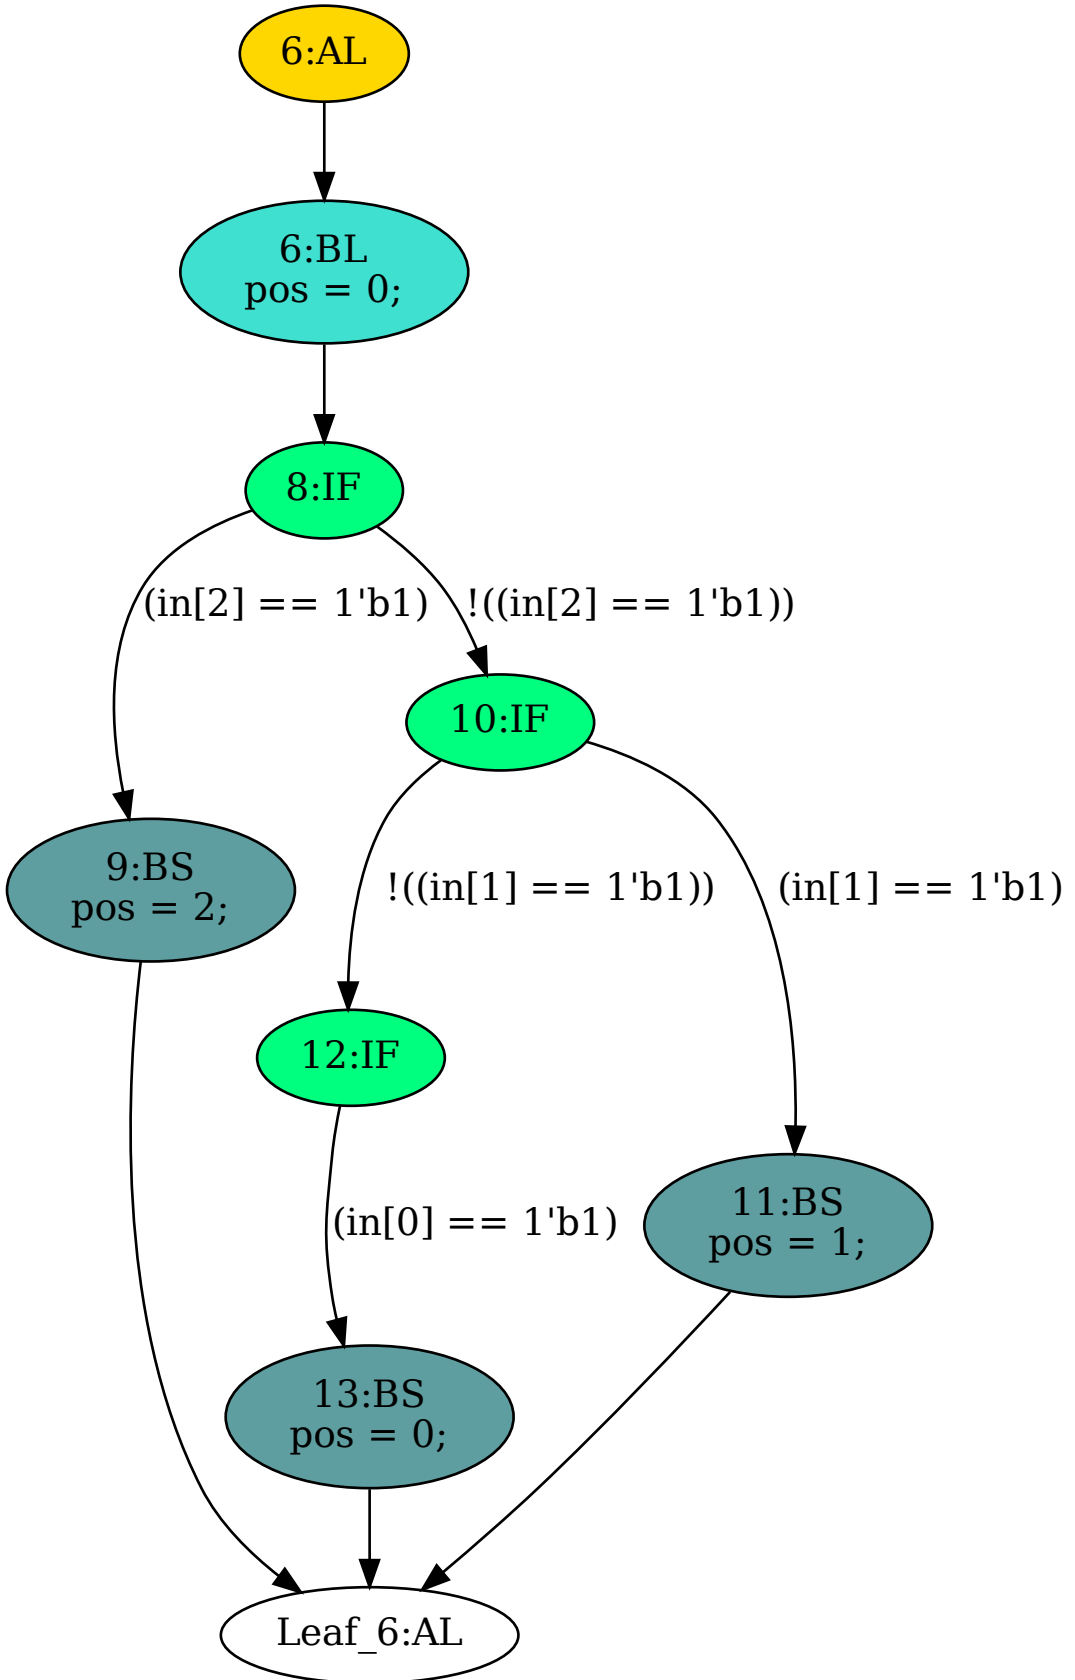 6:AL
6:BL
pos = 0;
8:IF
(in[2] == 1'b1)
!((in[2] == 1'b1))
10:IF
9:BS
pos = 2;
!((in[1] == 1'b1))
(in[1] == 1'b1)
12:IF
11:BS
pos = 1;
(in[0] == 1'b1)
13:BS
pos = 0;
Leaf_6:AL